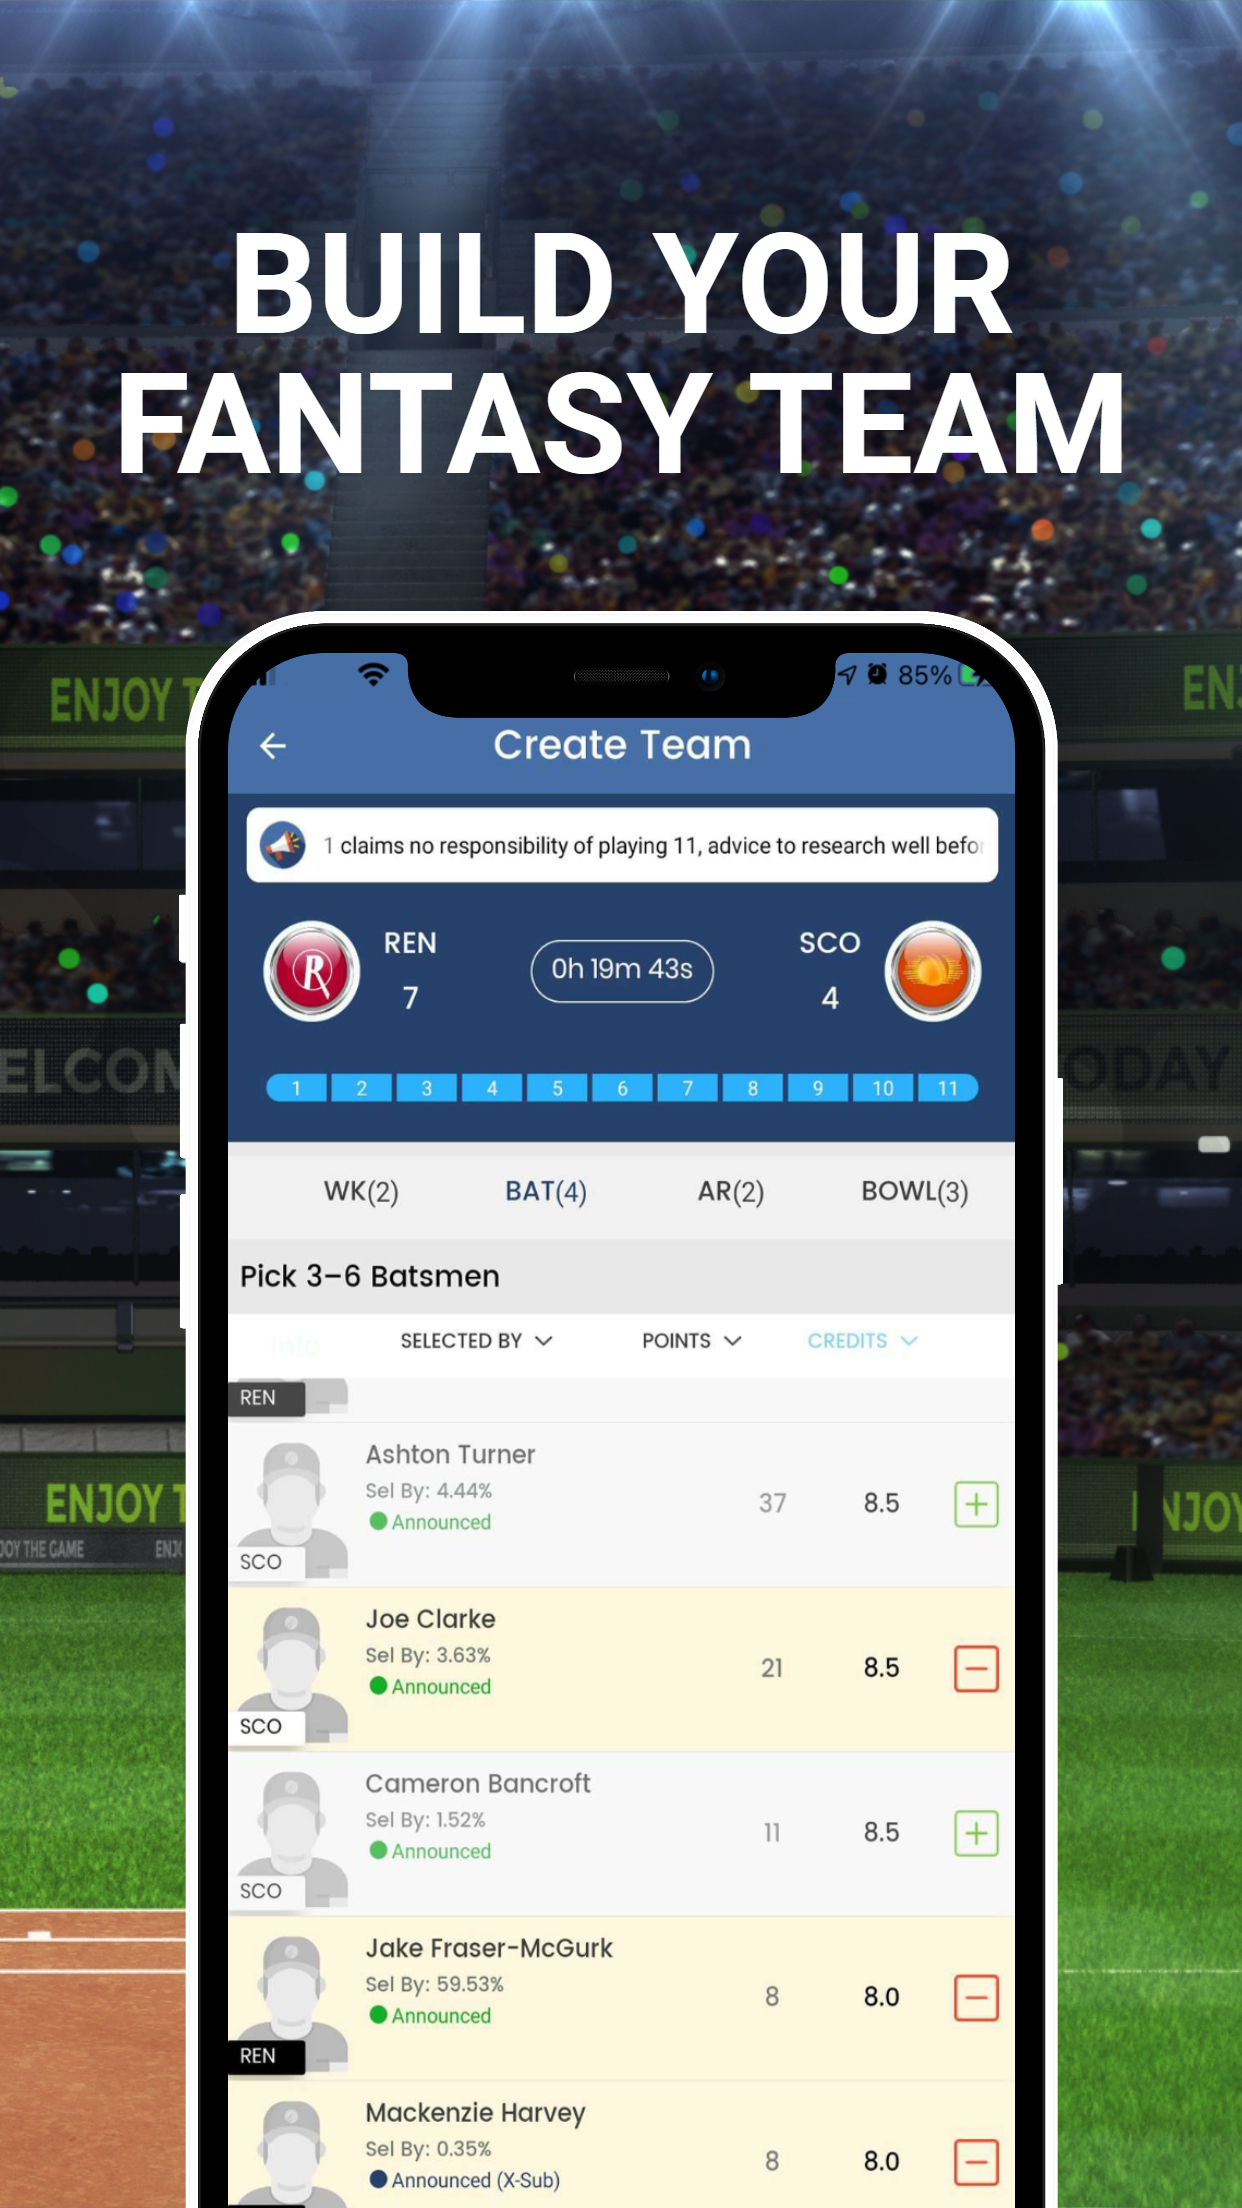 BUILD YOUR
FANTASY TEAM
ENJOY T
85%
Create Team
1 claims no responsibility of playing 11, advice to research well befo
REN
7
0h 19m 43s
SCO
4
R
ELCOM
ODAY
1 2 3 4 5 6 7 8 9 10 11
WK(2) BAT(4) AR(2) BOWL(3)
Pick 3-6 Batsmen
Info SELECTED BY POINTS CREDITS
REN
Ashton Turner
Sel By: 4.44%
Announced
37 8.5
SCO
ENJOY T
NJOY
JOY THE GAME ENJO
Joe Clarke
Sel By: 3.63%
Announced
21 8.5
SCO
Cameron Bancroft
Sel By: 1.52%
Announced
11 8.5
SCO
Jake Fraser-McGurk
Sel By: 59.53%
Announced
8 8.0
REN
Mackenzie Harvey
Sel By: 0.35%
Announced (X-Sub)
8 8.0